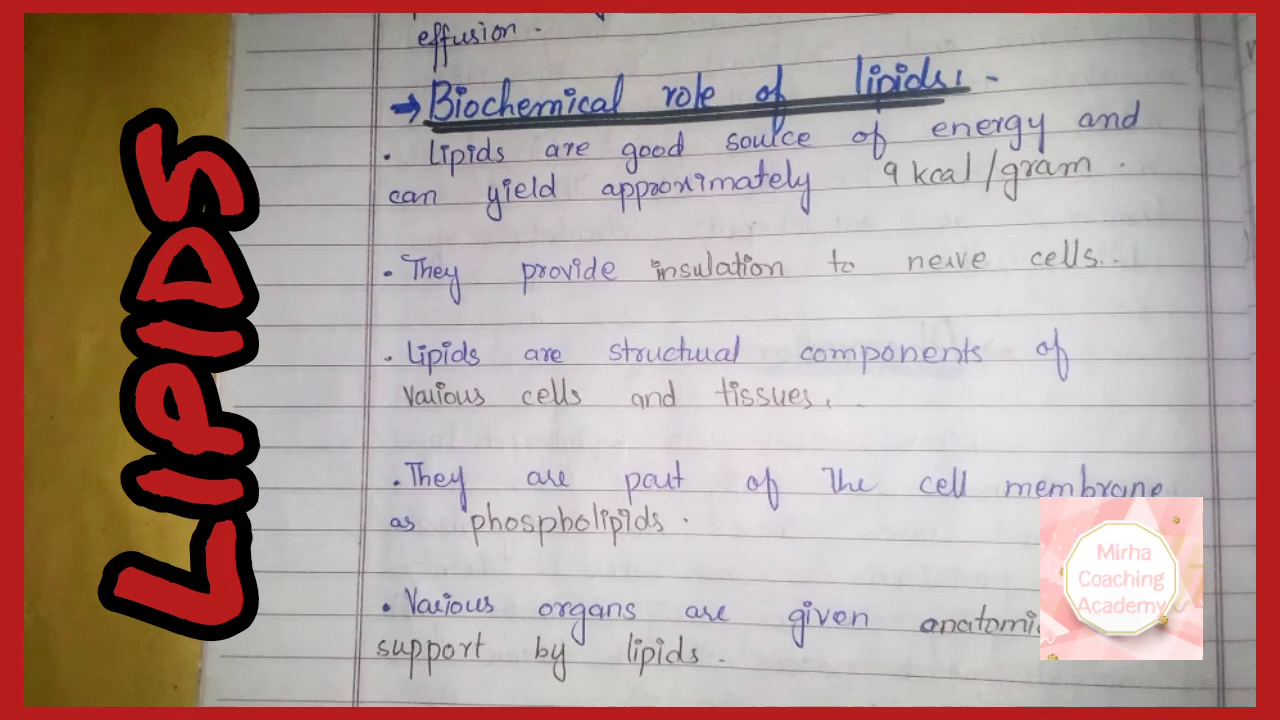 LIPIDS
effusion.
→ Biochemical role of lipids:-
. Lipids are good source of energy and
can yield approximately 9 kcal/gram.
. They provide insulation to nerve cells..
. Lipids are structural components of
various cells and tissues.
. They are part of the cell membrane
as phospholipids.
. Various organs are given
support by lipids.
Mirha
Coaching
Academy